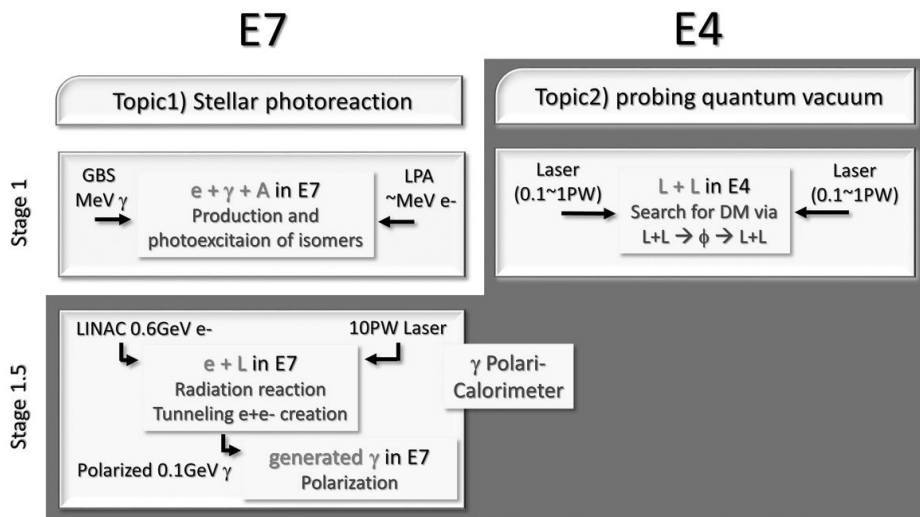 E7
E4
Topic1) Stellar photoreaction
Topic2) probing quantum vacuum
Stage 1
GBS
MeV γ
e + γ + A in E7
Production and
photoexcitaion of isomers
LPA
~MeV e-
Laser
(0.1~1PW)
L + L in E4
Search for DM via
L+L → ϕ → L+L
Laser
(0.1~1PW)
Stage 1.5
LINAC 0.6GeV e-
10PW Laser
e + L in E7
Radiation reaction
Tunneling e+e- creation
γ Polari-
Calorimeter
Polarized 0.1GeV γ
generated γ in E7
Polarization